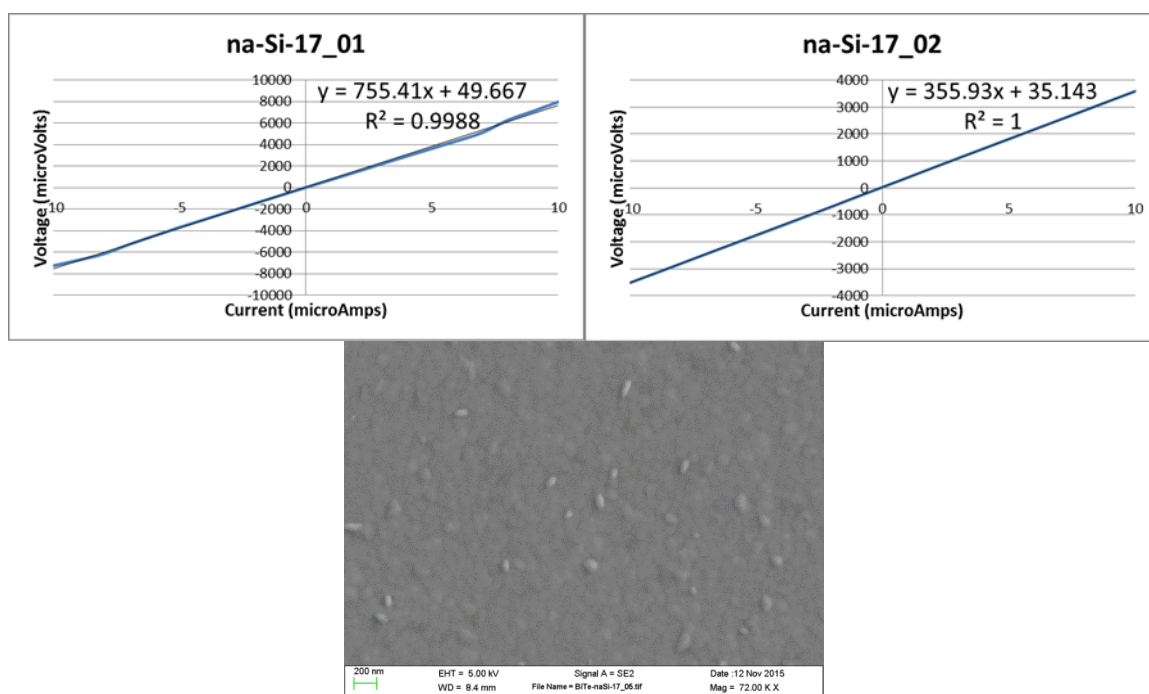 na-Si-17_01
y = 755.41x + 49.667
R² = 0.9988
10000
8000
6000
4000
2000
0
-2000
-4000
-6000
-8000
-10000
10
-5
0
5
10
Voltage (microVolts)
Current (microAmps)
na-Si-17_02
y = 355.93x + 35.143
R² = 1
4000
3000
2000
1000
0
-1000
-2000
-3000
-4000
10
-5
0
5
10
Voltage (microVolts)
Current (microAmps)
200 nm EHT = 5.00 kV Signal A = SE2 Date :12 Nov 2015
WD = 8.4 mm File Name = BiTe-naSi-17_05.tif Mag = 72.00 K X